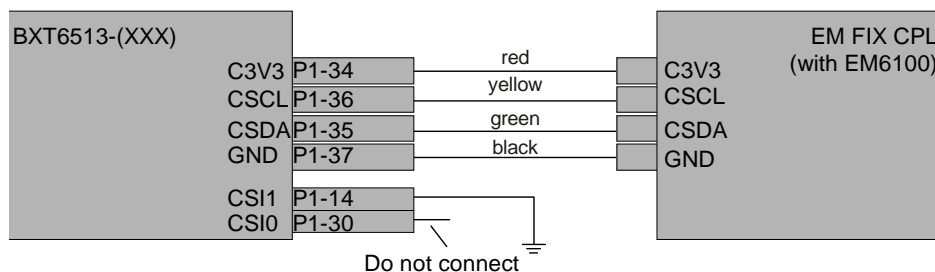 BXT6513-(XXX)
EM FIX CPL
(with EM6100)
C3V3 P1-34 red C3V3
CSCL P1-36 yellow CSCL
CSDA P1-35 green CSDA
GND P1-37 black GND
CSI1 P1-14
CSI0 P1-30
Do not connect